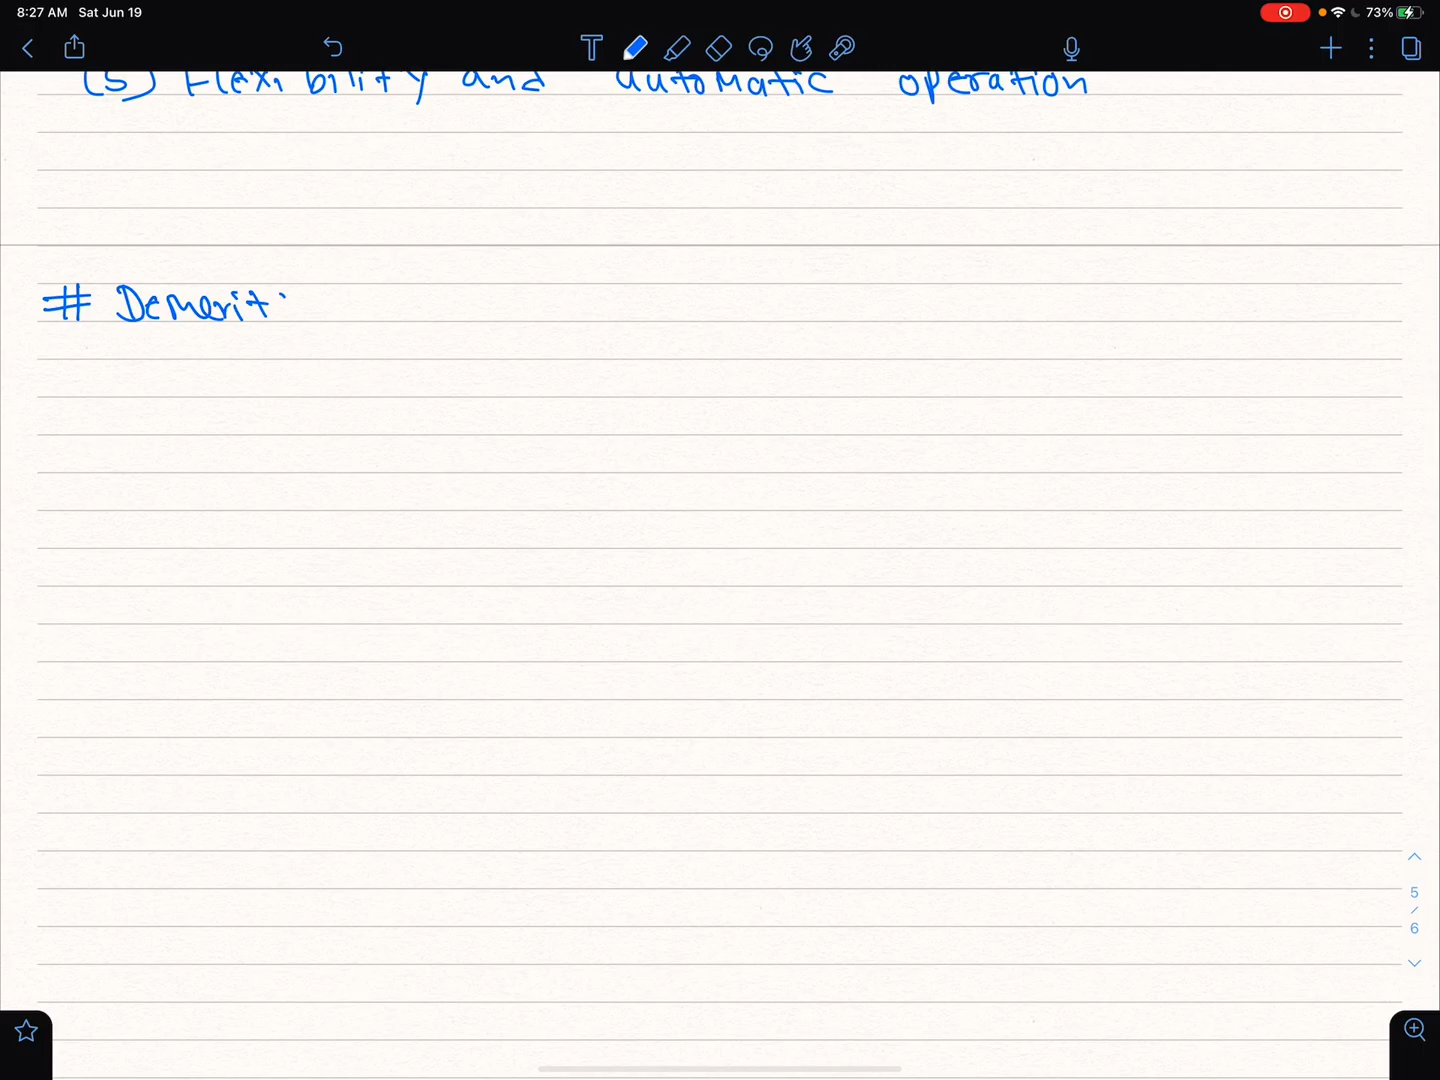 8:27 AM Sat Jun 19
73%
(5) Flexibility and automatic operation
# Demerit
5
/
6